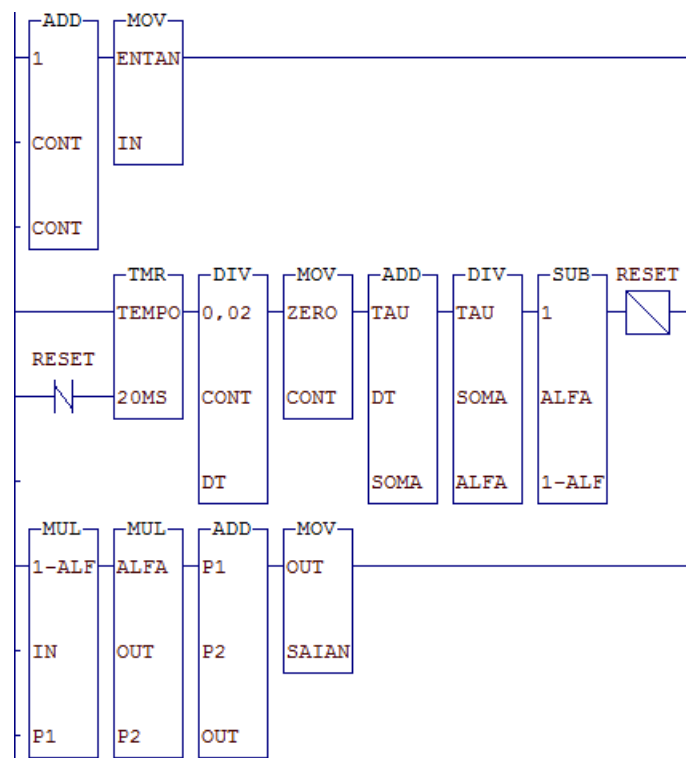 ADD MOV
1 ENTAN
CONT IN
CONT
TMR DIV MOV ADD DIV SUB RESET
TEMPO 0,02 ZERO TAU TAU 1
RESET
20MS CONT CONT DT SOMA ALFA
DT SOMA ALFA 1-ALF
MUL MUL ADD MOV
1-ALF ALFA P1 OUT
IN OUT P2 SAIAN
P1 P2 OUT